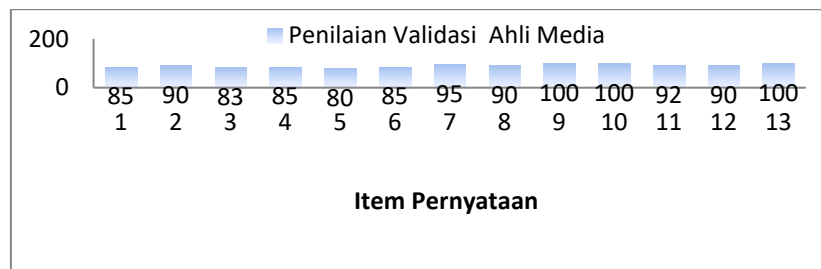 200
Penilaian Validasi Ahli Media
0
85 90 83 85 80 85 95 90 100 100 92 90 100
1 2 3 4 5 6 7 8 9 10 11 12 13
Item Pernyataan